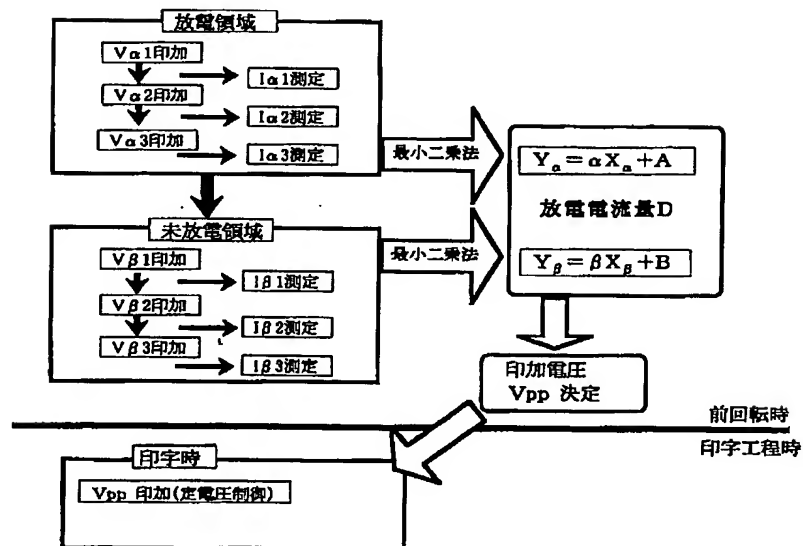 放電領域
Vα1印加
Iα1測定
Vα2印加
Iα2測定
Vα3印加
Iα3測定
最小二乗法
未放電領域
Vβ1印加
Iβ1測定
Vβ2印加
Iβ2測定
Vβ3印加
Iβ3測定
最小二乗法
Yα＝αXα＋A
放電電流量D
Yβ＝βXβ＋B
印加電圧
Vpp 決定
前回転時
印字工程時
印字時
Vpp 印加(定電圧制御)